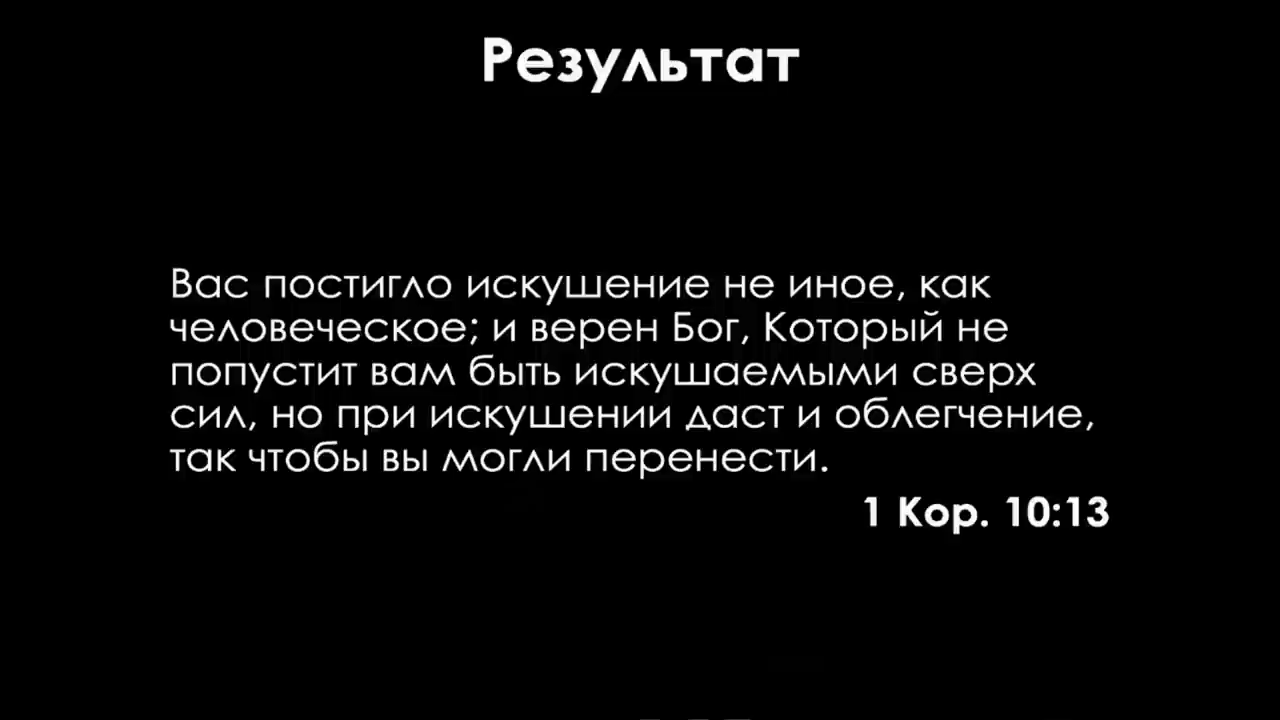 Результат
Вас постигло искушение не иное, как
человеческое; и верен Бог, Который не
попустит вам быть искушаемыми сверх
сил, но при искушении даст и облегчение,
так чтобы вы могли перенести.
1 Кор. 10:13